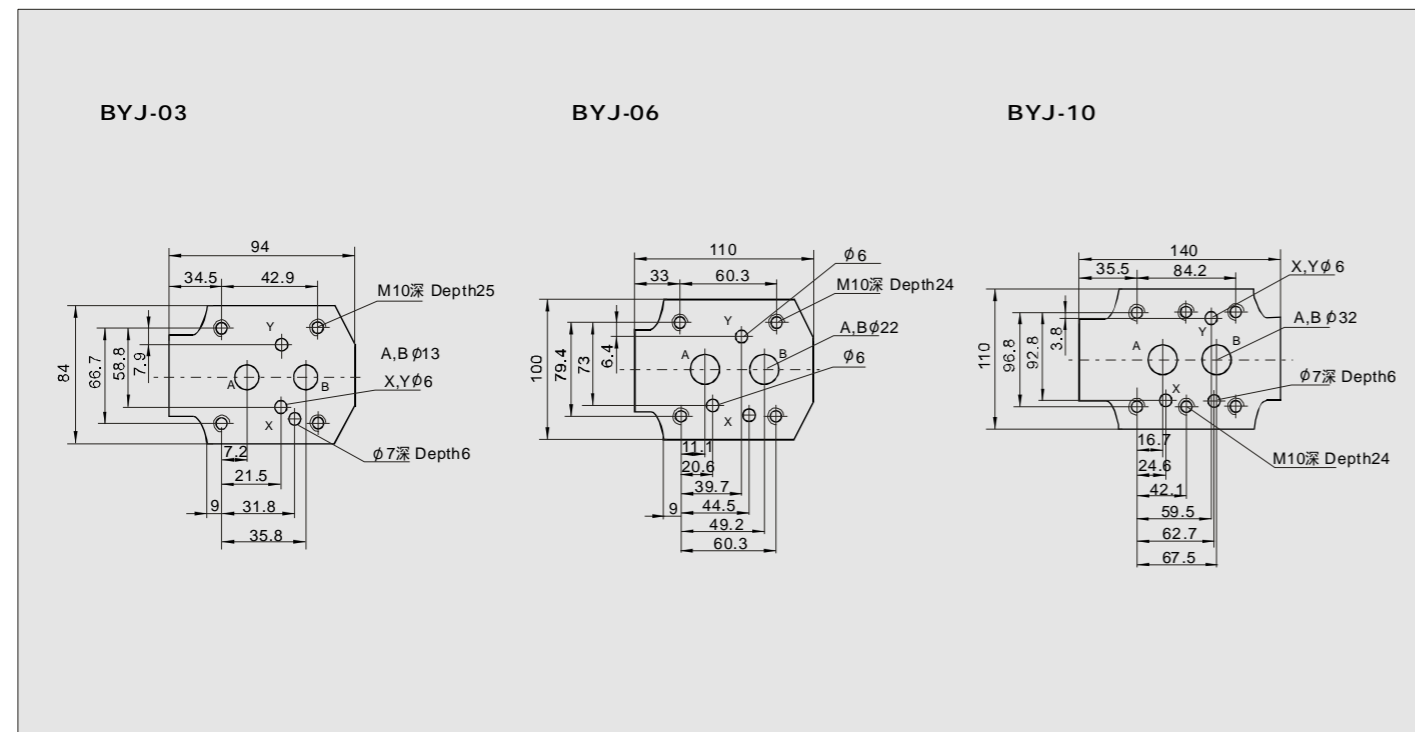 BYJ-03
BYJ-06
BYJ-10
94
34.5
42.9
M10深 Depth25
84
66.7
58.8
7.9
Y
A,B ϕ13
X,Yϕ6
A
B
X
ϕ7深 Depth6
7.2
21.5
9
31.8
35.8
110
33
60.3
ϕ6
M10深 Depth24
A,Bϕ22
ϕ6
100
79.4
73
6.4
Y
A
B
X
11.1
20.6
39.7
9
44.5
49.2
60.3
140
35.5
84.2
X,Yϕ6
A,B ϕ32
110
96.8
92.8
3.8
Y
A
B
X
ϕ7深 Depth6
M10深 Depth24
16.7
24.6
42.1
59.5
62.7
67.5